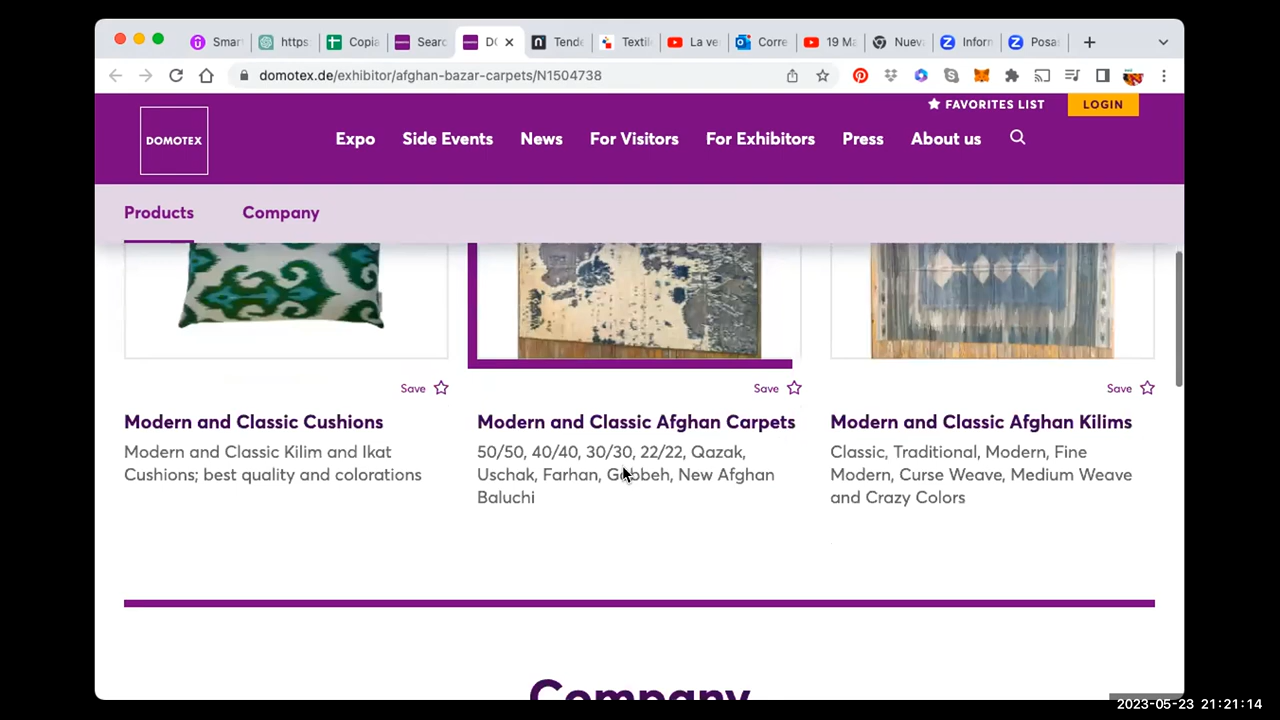 Smar
https:
Copia
Searc
DO
Tende
Textil
La ve
Corre
19 Ma
Nuev
Inform
Posa
domotex.de/exhibitor/afghan-bazar-carpets/N1504738
FAVORITES LIST
LOGIN
DOMOTEX
Expo
Side Events
News
For Visitors
For Exhibitors
Press
About us
Products
Company
Save
Save
Save
Modern and Classic Cushions
Modern and Classic Kilim and Ikat
Cushions; best quality and colorations
Modern and Classic Afghan Carpets
50/50, 40/40, 30/30, 22/22, Qazak,
Uschak, Farhan, Gobbeh, New Afghan
Baluchi
Modern and Classic Afghan Kilims
Classic, Traditional, Modern, Fine
Modern, Curse Weave, Medium Weave
and Crazy Colors
Company
2023-05-23 21:21:14